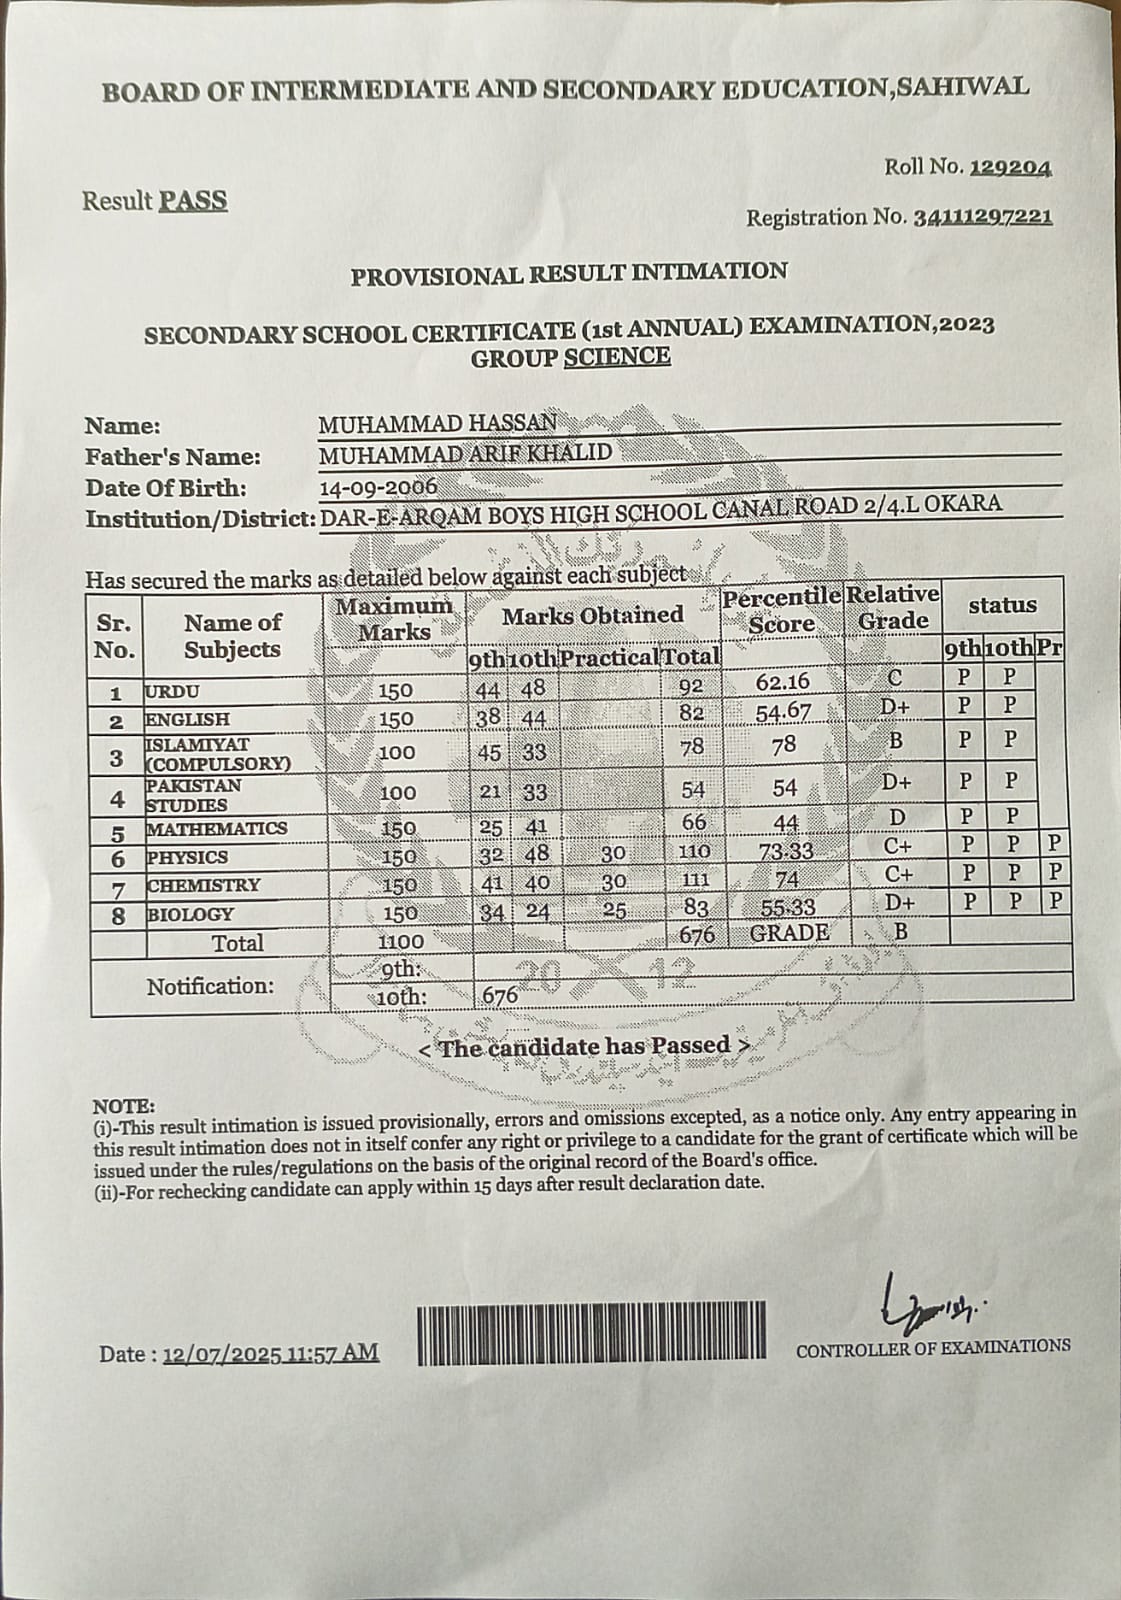 BOARD OF INTERMEDIATE AND SECONDARY EDUCATION,SAHIWAL
Roll No. 129204
Result PASS
Registration No. 34111297221
PROVISIONAL RESULT INTIMATION
SECONDARY SCHOOL CERTIFICATE (1st ANNUAL) EXAMINATION,2023
GROUP SCIENCE
Name: MUHAMMAD HASSAN
Father's Name: MUHAMMAD ARIF KHALID
Date Of Birth: 14-09-2006
Institution/District: DAR-E-ARQAM BOYS HIGH SCHOOL CANAL ROAD 2/4.L OKARA
Has secured the marks as detailed below against each subject
Sr. No. Name of Subjects Maximum Marks Marks Obtained Percentile Score Relative Grade status
9th 10th Practical Total 9th 10th Pr
1 URDU 150 44 48 92 62.16 C P P
2 ENGLISH 150 38 44 82 54.67 D+ P P
3 ISLAMIYAT (COMPULSORY) 100 45 33 78 78 B P P
4 PAKISTAN STUDIES 100 21 33 54 54 D+ P P
5 MATHEMATICS 150 25 41 66 44 D P P
6 PHYSICS 150 32 48 30 110 73.33 C+ P P P
7 CHEMISTRY 150 41 40 30 111 74 C+ P P P
8 BIOLOGY 150 34 24 25 83 55.33 D+ P P P
Total 1100 676 GRADE B
Notification: 9th:
10th: 676
20 12
< The candidate has Passed >
NOTE:
(i)-This result intimation is issued provisionally, errors and omissions excepted, as a notice only. Any entry appearing in
this result intimation does not in itself confer any right or privilege to a candidate for the grant of certificate which will be
issued under the rules/regulations on the basis of the original record of the Board's office.
(ii)-For rechecking candidate can apply within 15 days after result declaration date.
Date : 12/07/2025 11:57 AM
CONTROLLER OF EXAMINATIONS